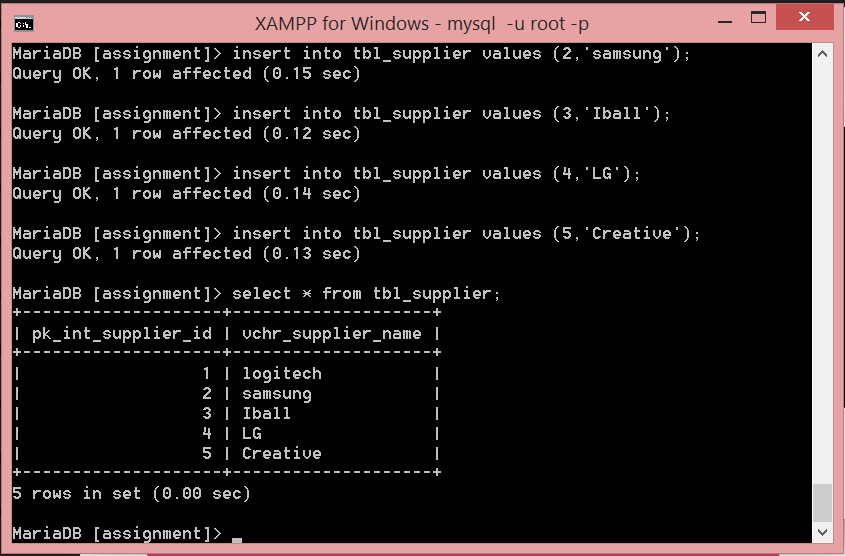 XAMPP for Windows - mysql  -u root -p
MariaDB [assignment]> insert into tbl_supplier values (2,'samsung');
Query OK, 1 row affected (0.15 sec)
MariaDB [assignment]> insert into tbl_supplier values (3,'Iball');
Query OK, 1 row affected (0.12 sec)
MariaDB [assignment]> insert into tbl_supplier values (4,'LG');
Query OK, 1 row affected (0.14 sec)
MariaDB [assignment]> insert into tbl_supplier values (5,'Creative');
Query OK, 1 row affected (0.13 sec)
MariaDB [assignment]> select * from tbl_supplier;
+--------------------+--------------------+
| pk_int_supplier_id | vchr_supplier_name |
+--------------------+--------------------+
|                  1 | logitech           |
|                  2 | samsung            |
|                  3 | Iball              |
|                  4 | LG                 |
|                  5 | Creative           |
+--------------------+--------------------+
5 rows in set (0.00 sec)
MariaDB [assignment]> _